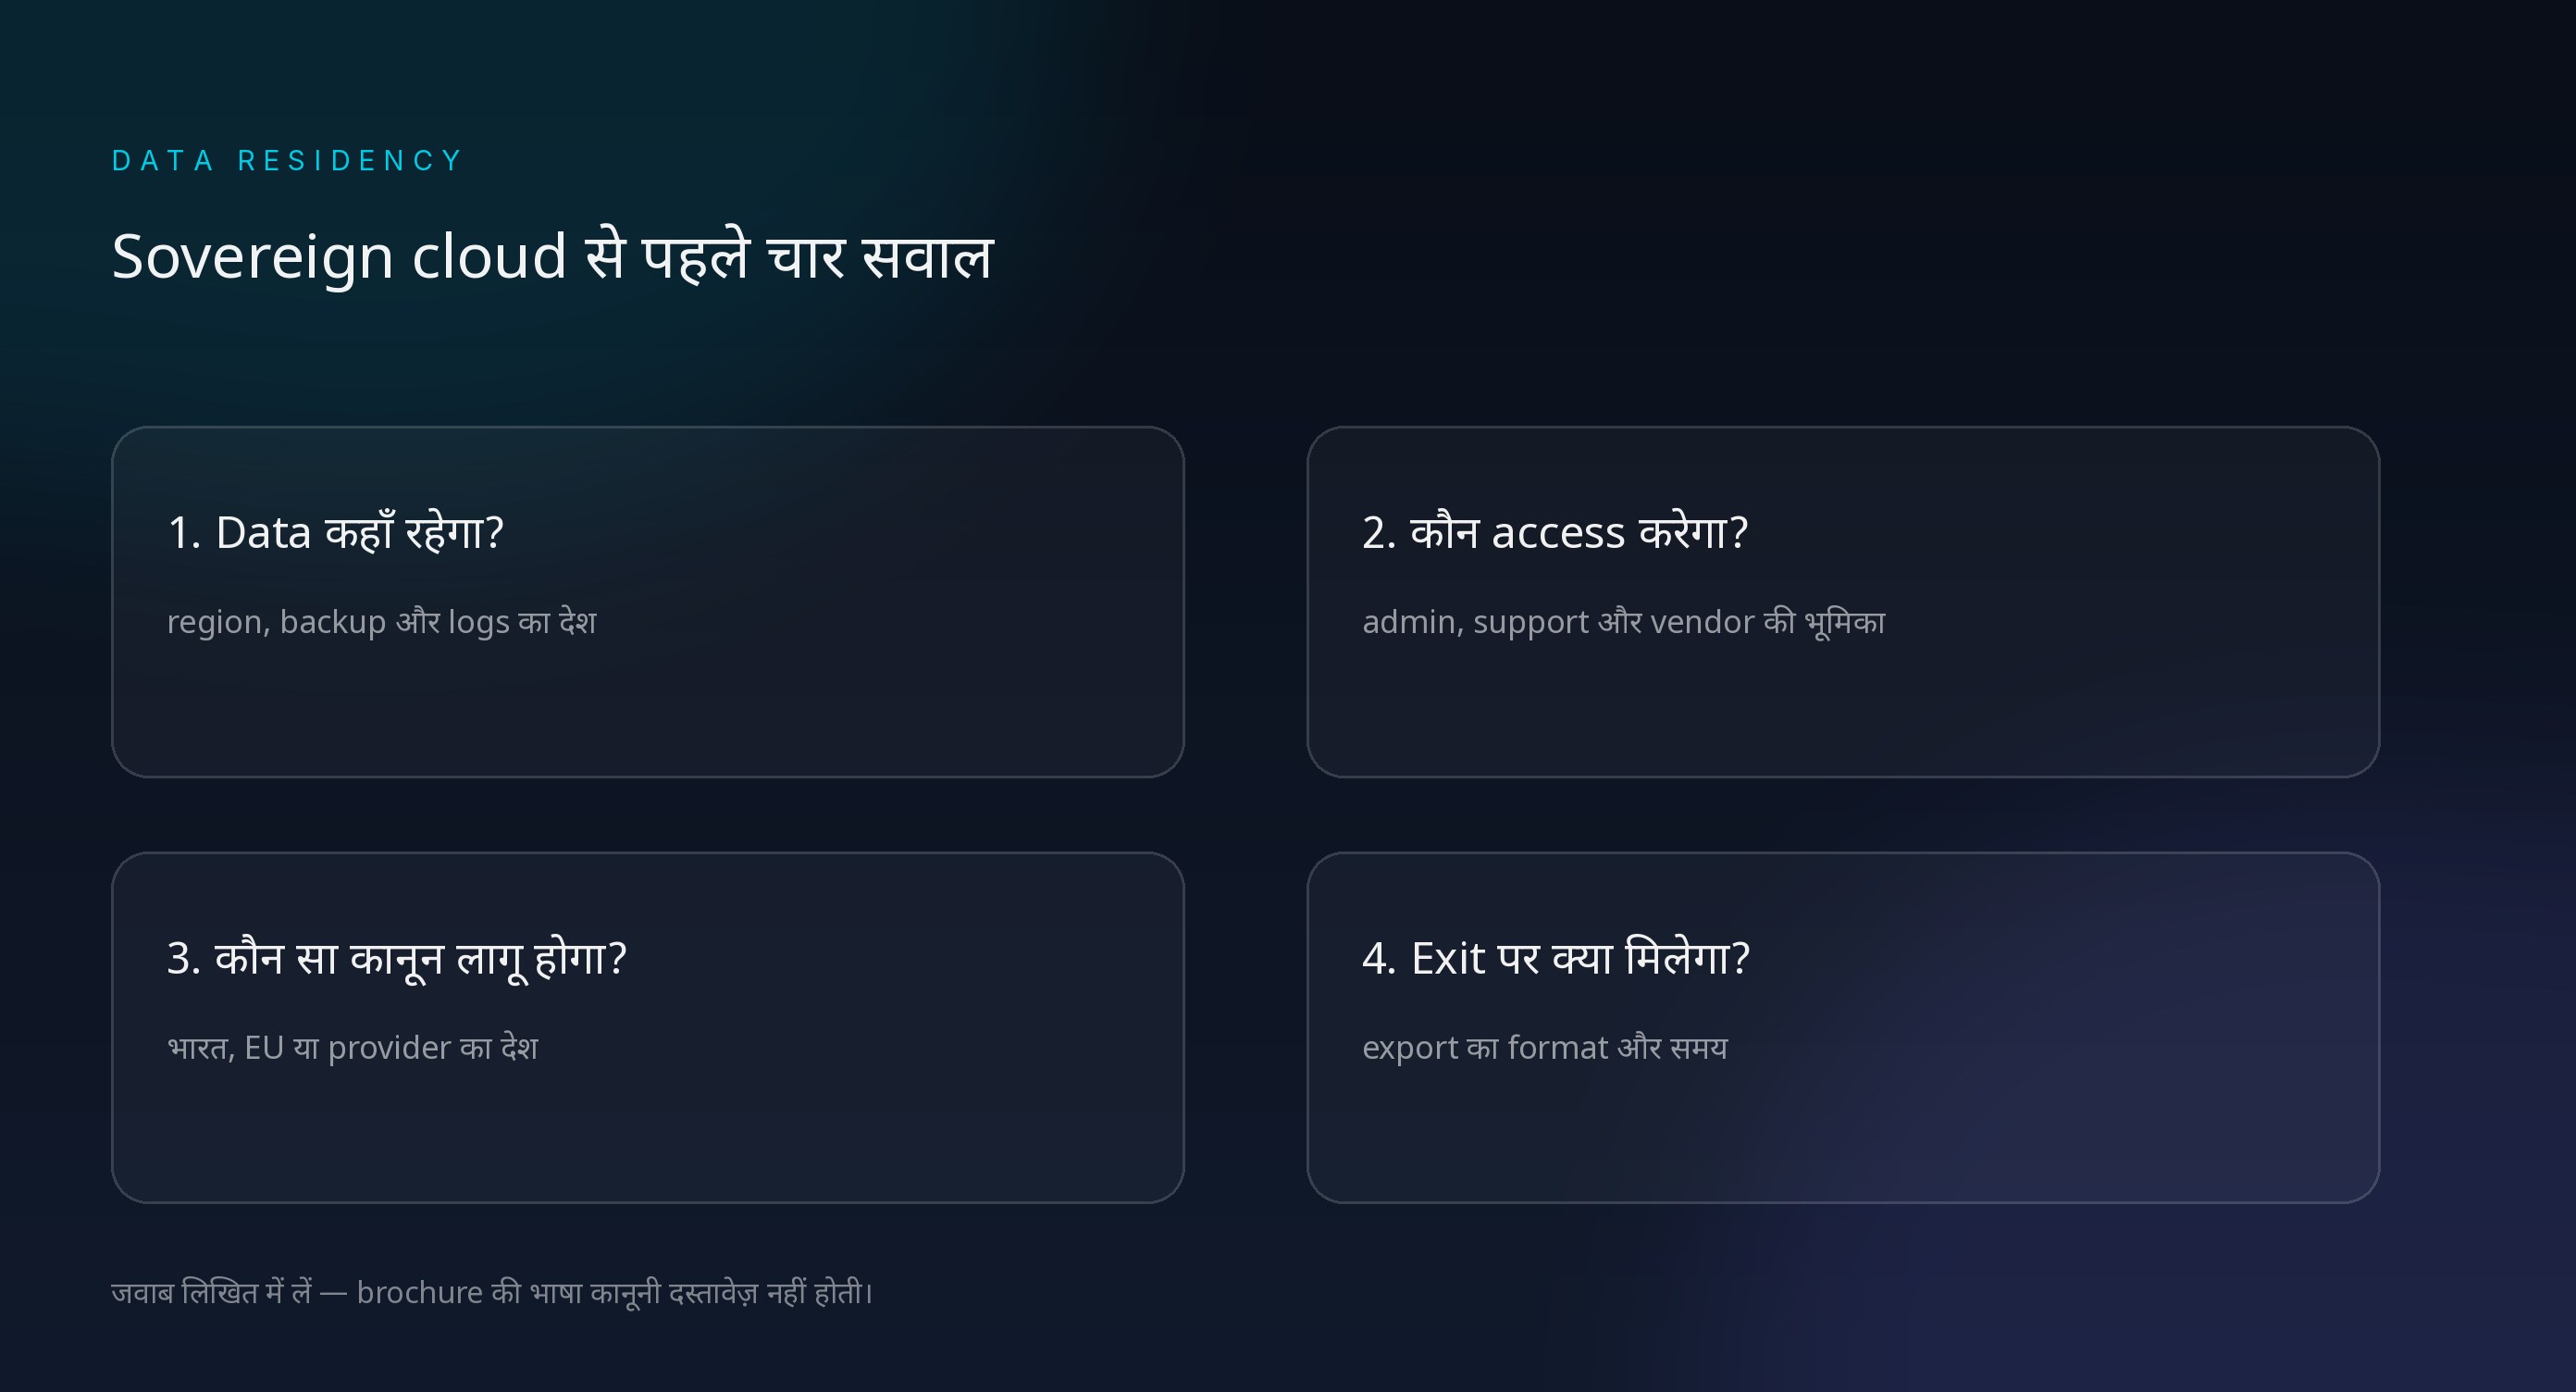 DATA RESIDENCY
Sovereign cloud से पहले चार सवाल
1. Data कहाँ रहेगा?
region, backup और logs का देश
2. कौन access करेगा?
admin, support और vendor की भूमिका
3. कौन सा कानून लागू होगा?
भारत, EU या provider का देश
4. Exit पर क्या मिलेगा?
export का format और समय
जवाब लिखित में लें — brochure की भाषा कानूनी दस्तावेज़ नहीं होती।